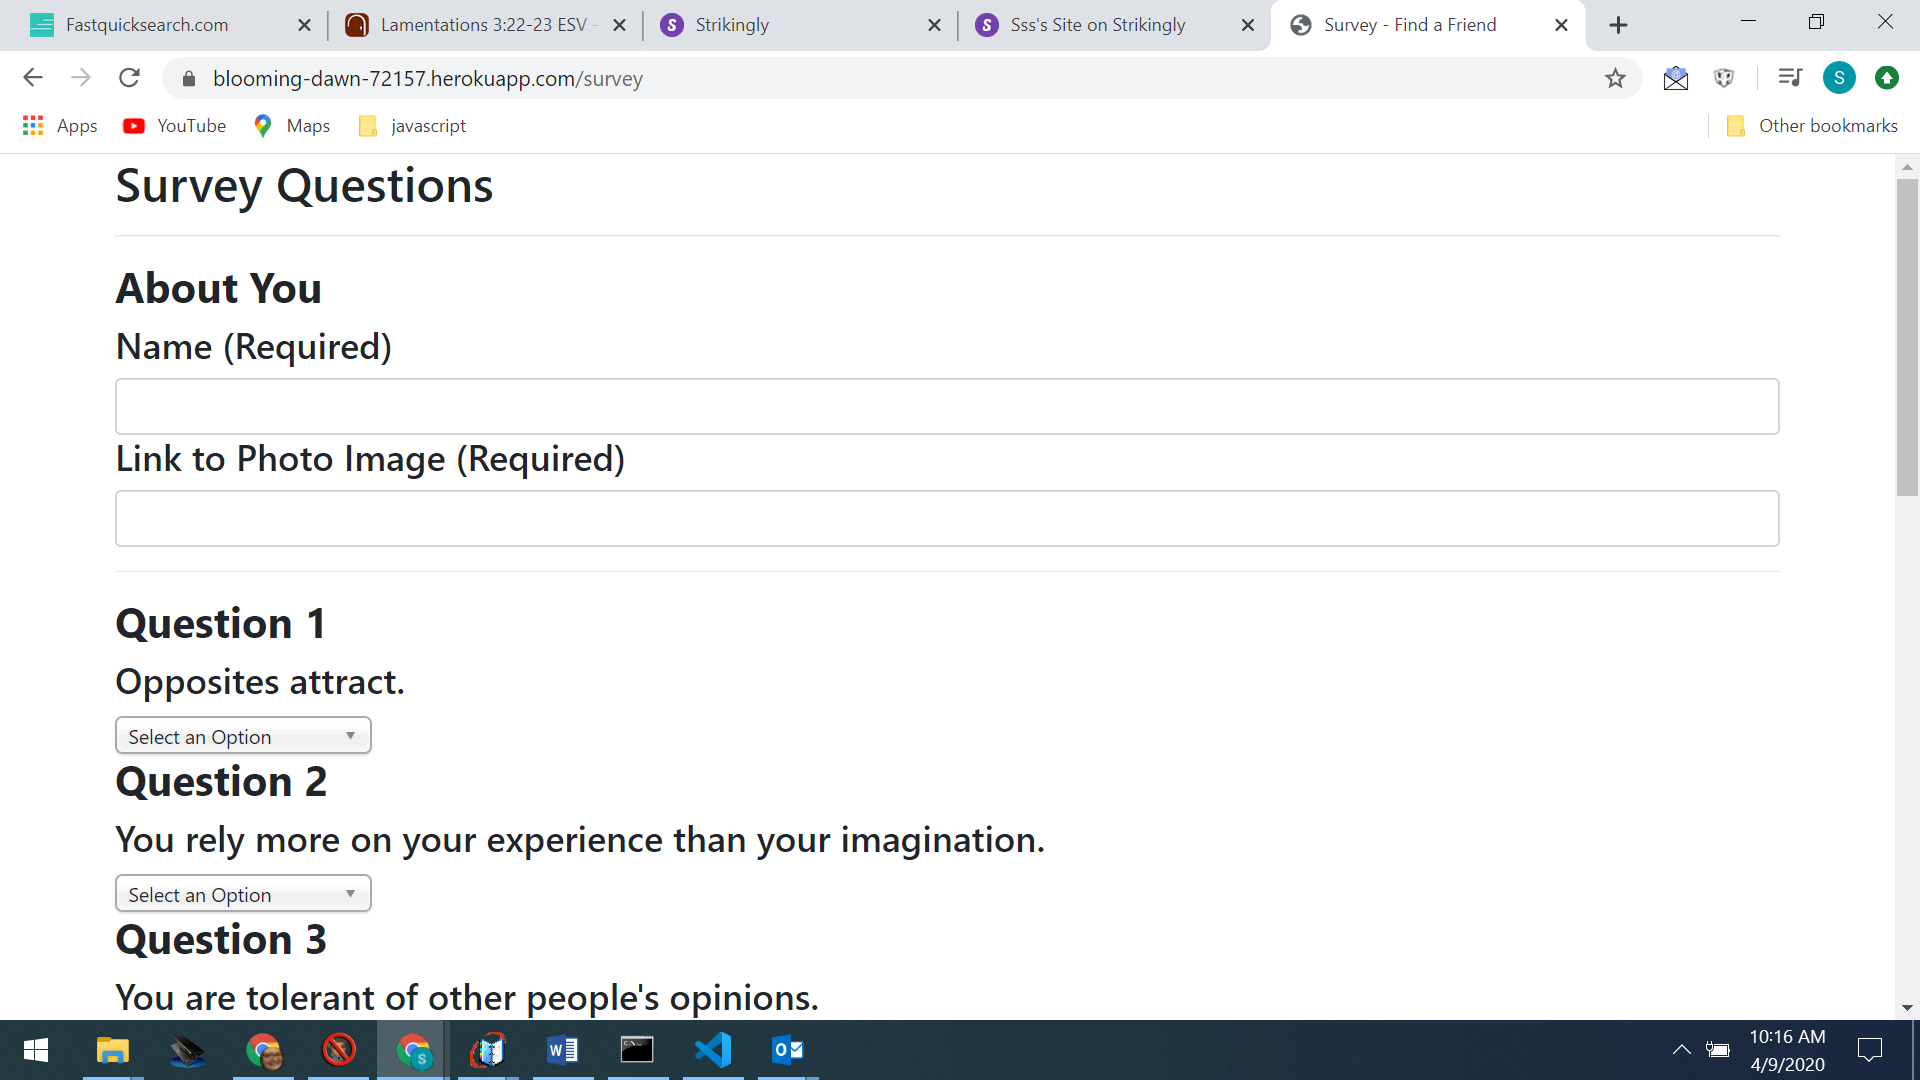 Fastquicksearch.com
Lamentations 3:22-23 ESV -
Strikingly
Sss's Site on Strikingly
Survey - Find a Friend
blooming-dawn-72157.herokuapp.com/survey
S
Apps
YouTube
Maps
javascript
Other bookmarks
Survey Questions
About You
Name (Required)
Link to Photo Image (Required)
Question 1
Opposites attract.
Select an Option
Question 2
You rely more on your experience than your imagination.
Select an Option
Question 3
You are tolerant of other people's opinions.
10:16 AM
4/9/2020